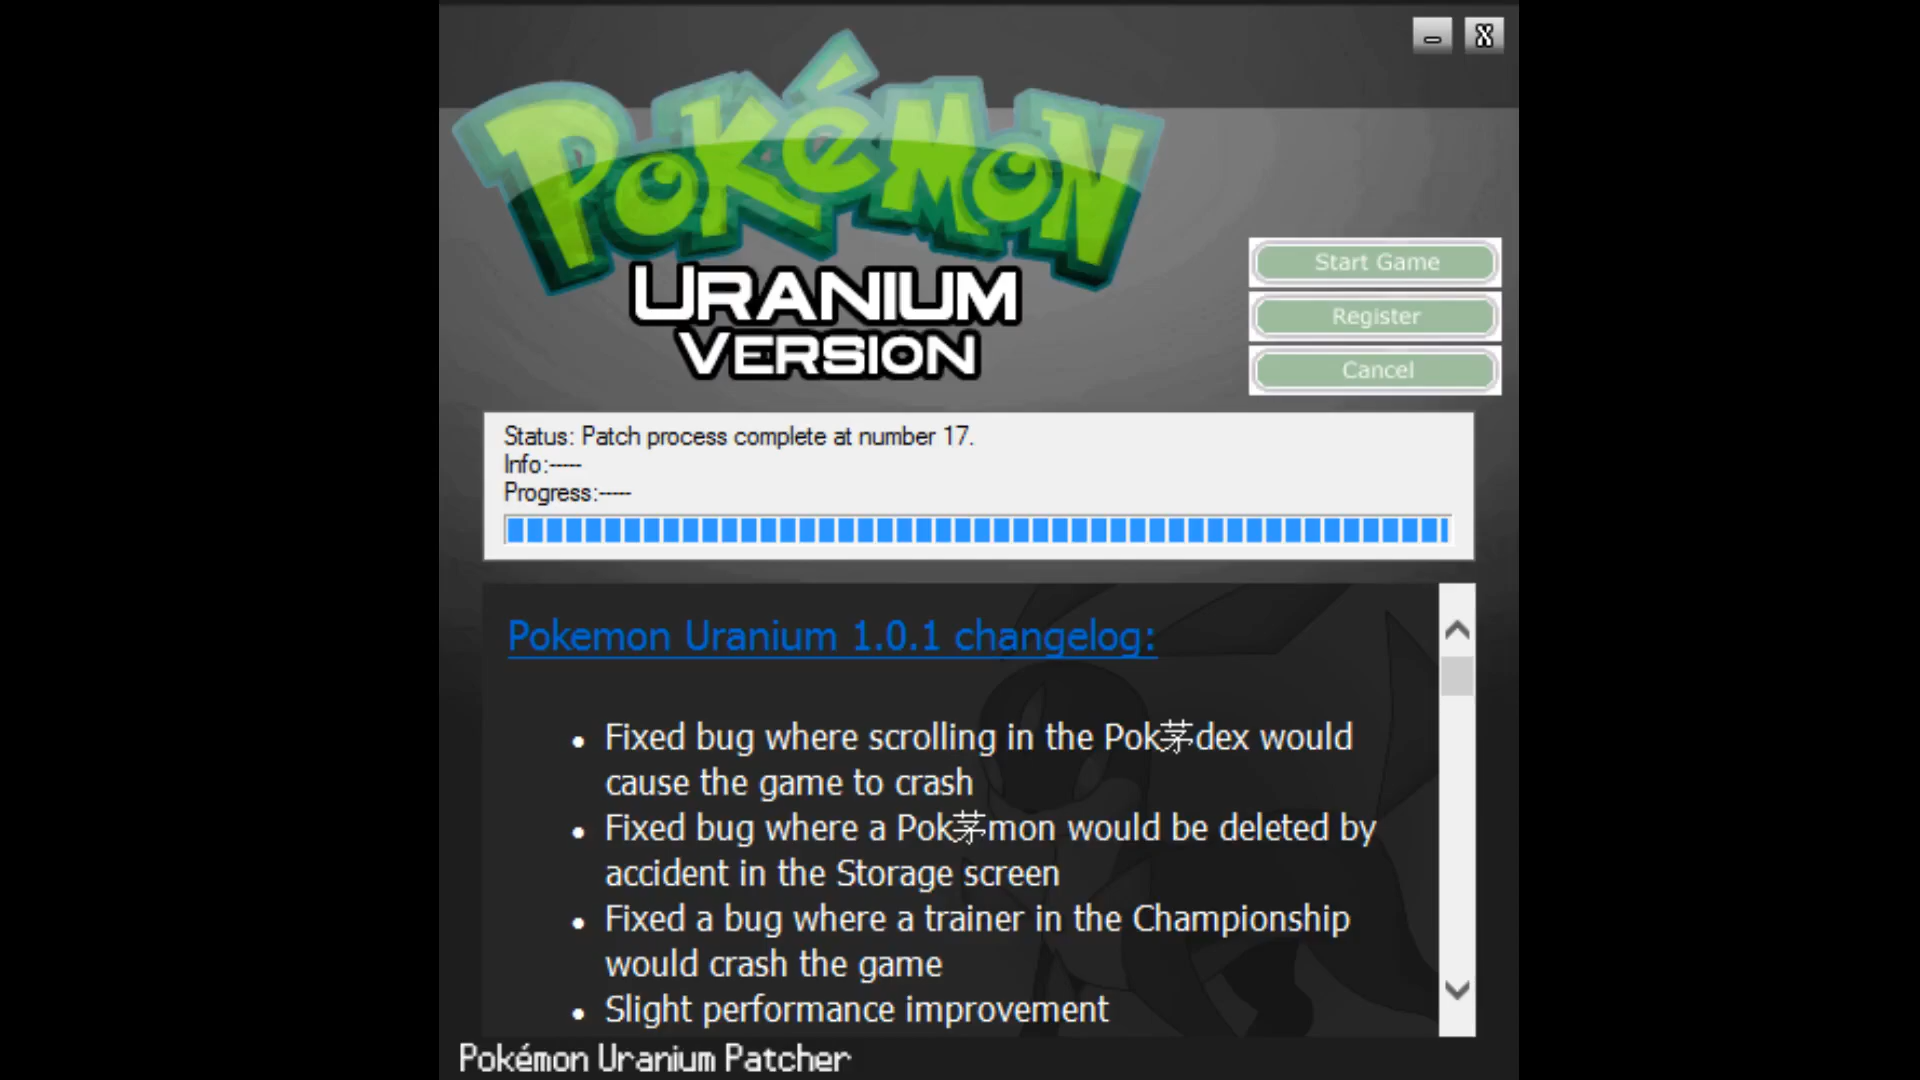 POKéMON
URANIUM
VERSION
Start Game
Register
Cancel
Status: Patch process complete at number 17.
Info:-----
Progress:-----
Pokemon Uranium 1.0.1 changelog:
• Fixed bug where scrolling in the Pok茅dex would
cause the game to crash
• Fixed bug where a Pok茅mon would be deleted by
accident in the Storage screen
• Fixed a bug where a trainer in the Championship
would crash the game
• Slight performance improvement
Pokémon Uranium Patcher